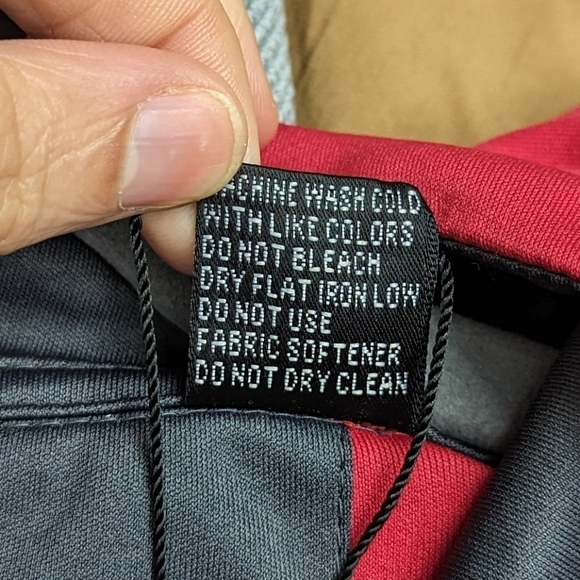 MACHINE WASH COLD
WITH LIKE COLORS
DO NOT BLEACH
DRY FLAT IRON LOW
DO NOT USE
FABRIC SOFTENER
DO NOT DRY CLEAN